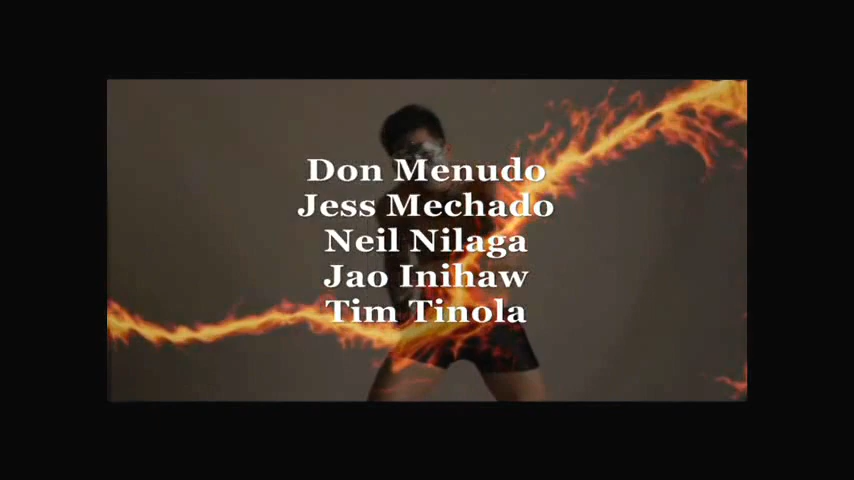 Don Menudo
Jess Mechado
Neil Nilaga
Jao Inihaw
Tim Tinola